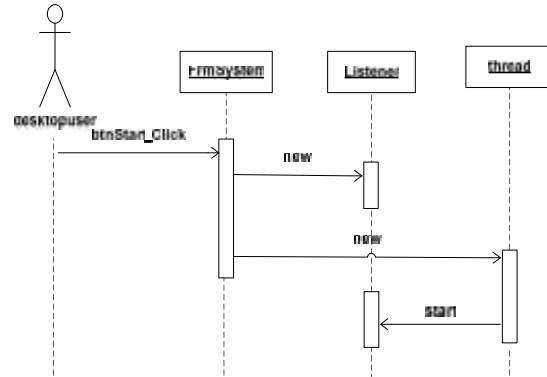 FrmSystem
Listener
thread
desktopuser
btnStart_Click
new
new
start